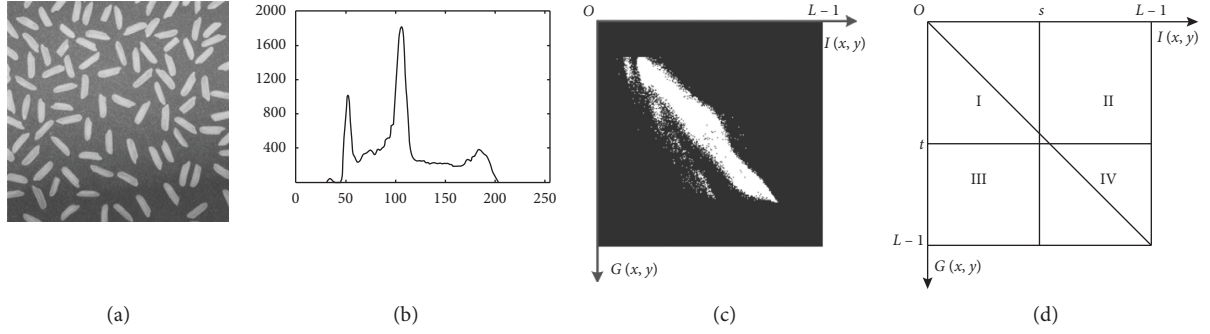 2000
1600
1200
800
400
0 50 100 150 200 250
O L – 1
I (x, y)
G (x, y)
O s L – 1
I (x, y)
I II
t
III IV
L – 1
G (x, y)
(a) (b) (c) (d)